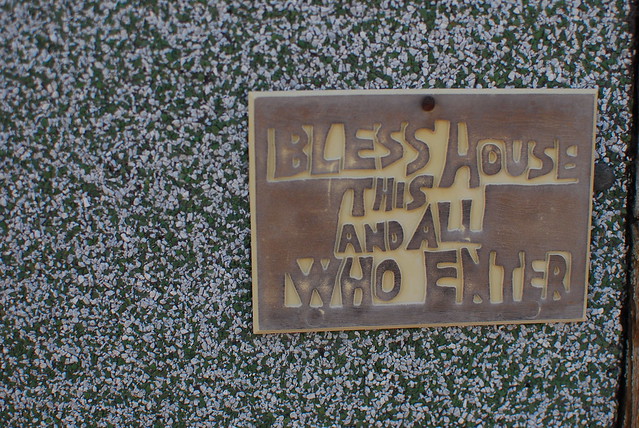 BLESS HOUSE
THIS
AND ALL
WHO ENTER